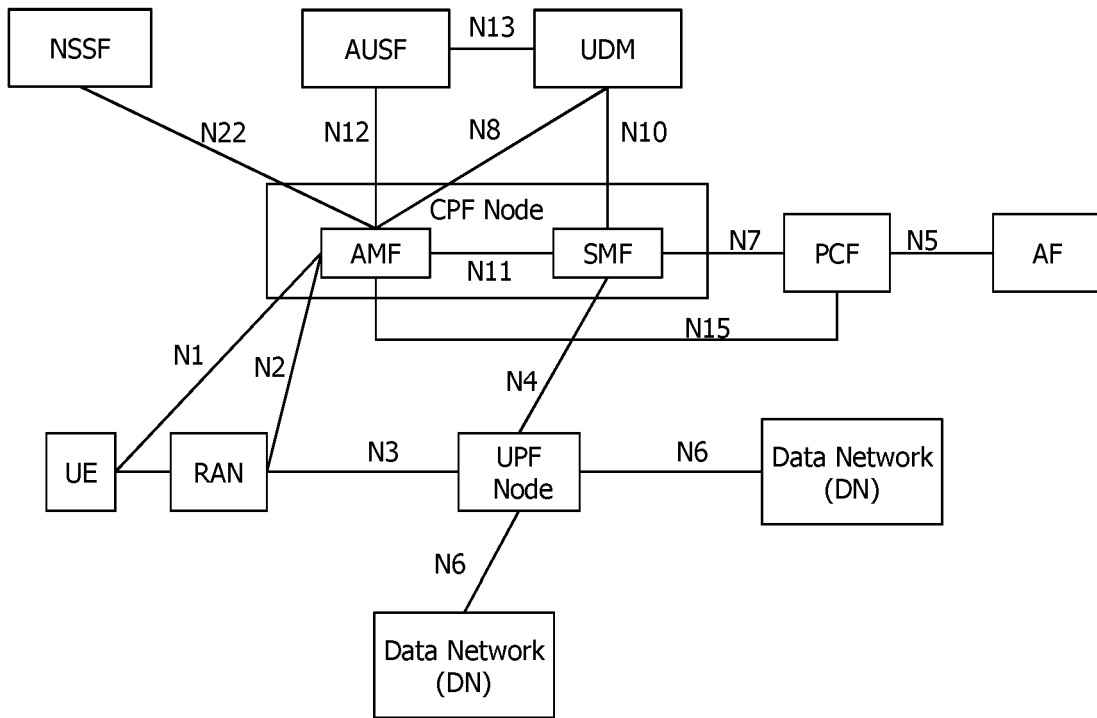 NSSF
AUSF
N13
UDM
N22
N12
N8
N10
CPF Node
AMF
N11
SMF
N7
PCF
N5
AF
N15
N1
N2
N4
UE
RAN
N3
UPF
Node
N6
Data Network
(DN)
N6
Data Network
(DN)